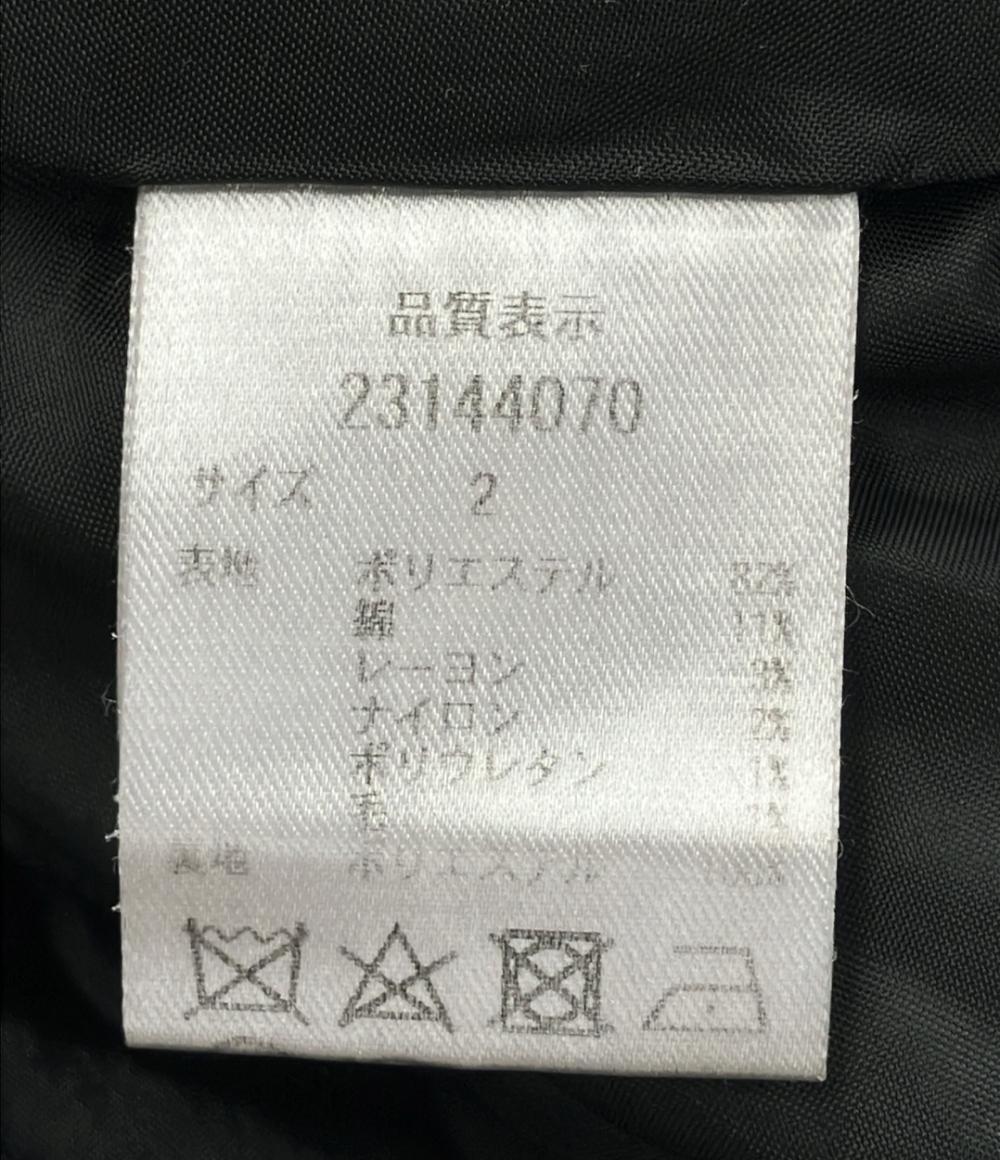 品質表示
23144070
サイズ 2
表地 ポリエステル 82%
綿 11%
レーヨン 3%
ナイロン 2%
ポリウレタン 1%
毛
裏地 ポリエステル